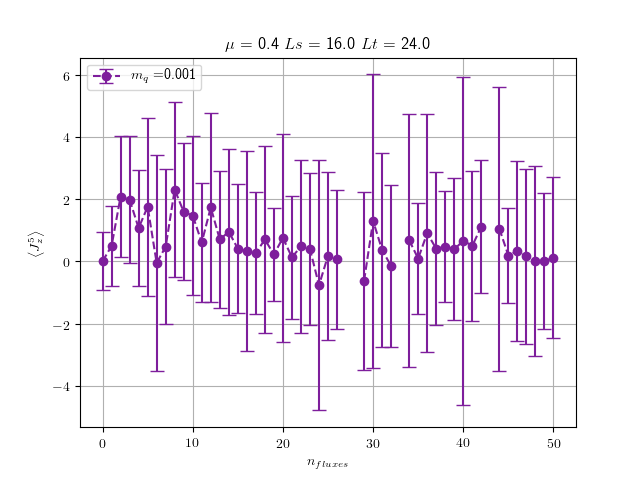 μ = 0.4 Ls = 16.0 Lt = 24.0
m_q =0.001
⟨J_z^5⟩
6
4
2
0
−2
−4
0 10 20 30 40 50
n_fluxes